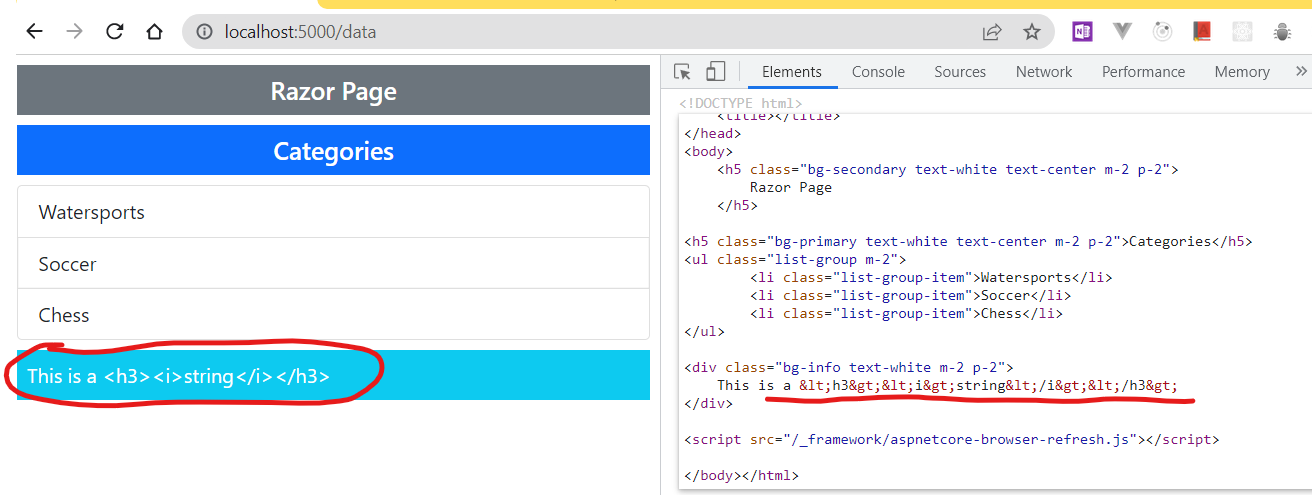 localhost:5000/data
Razor Page
Categories
Watersports
Soccer
Chess
This is a <h3><i>string</i></h3>
Elements Console Sources Network Performance Memory »
<!DOCTYPE html>
<title></title>
</head>
<body>
<h5 class="bg-secondary text-white text-center m-2 p-2">
Razor Page
</h5>
<h5 class="bg-primary text-white text-center m-2 p-2">Categories</h5>
<ul class="list-group m-2">
<li class="list-group-item">Watersports</li>
<li class="list-group-item">Soccer</li>
<li class="list-group-item">Chess</li>
</ul>
<div class="bg-info text-white m-2 p-2">
This is a &lt;h3&gt;&lt;i&gt;string&lt;/i&gt;&lt;/h3&gt;
</div>
<script src="/_framework/aspnetcore-browser-refresh.js"></script>
</body></html>